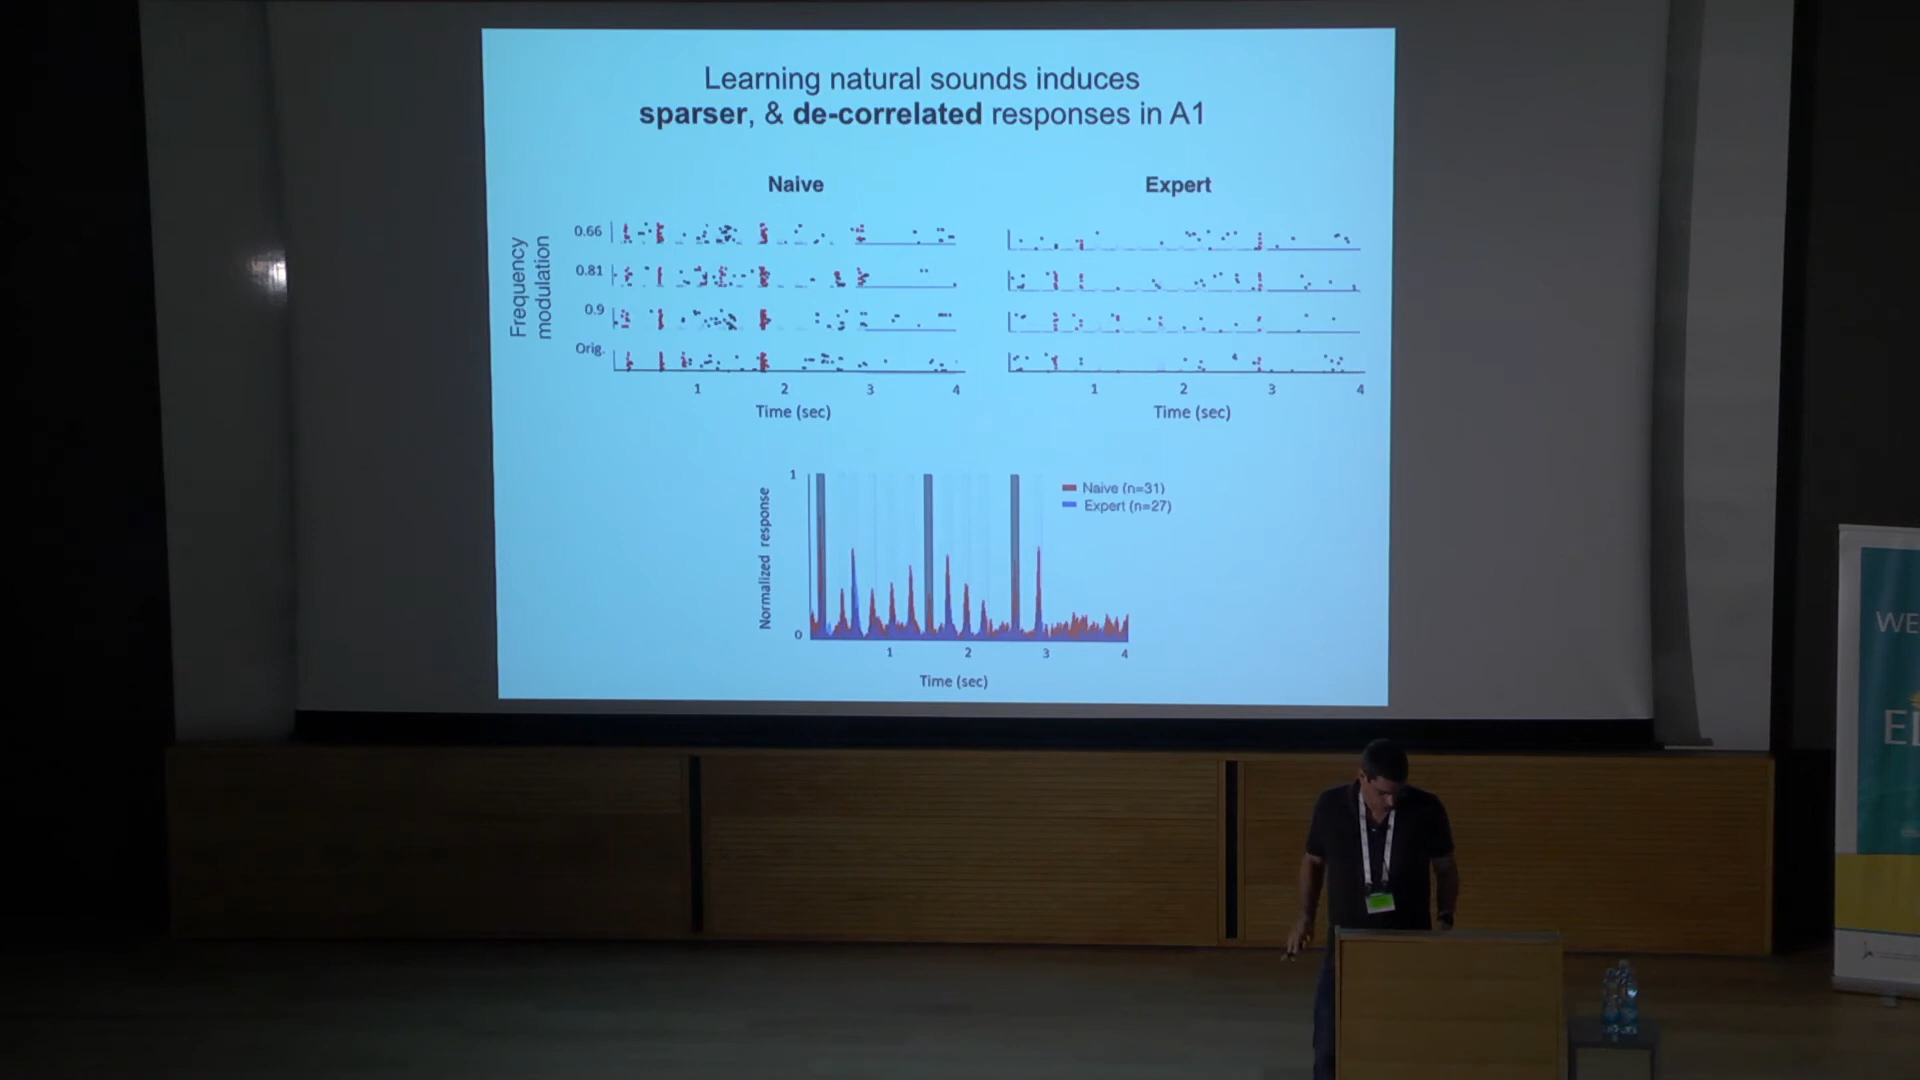 Learning natural sounds induces
sparser, & de-correlated responses in A1
Naive
Expert
Frequency
modulation
0.66
0.81
0.9
Orig.
1 2 3 4
Time (sec)
1 2 3 4
Time (sec)
Normalized response
1
0
Naive (n=31)
Expert (n=27)
1 2 3 4
Time (sec)
WE